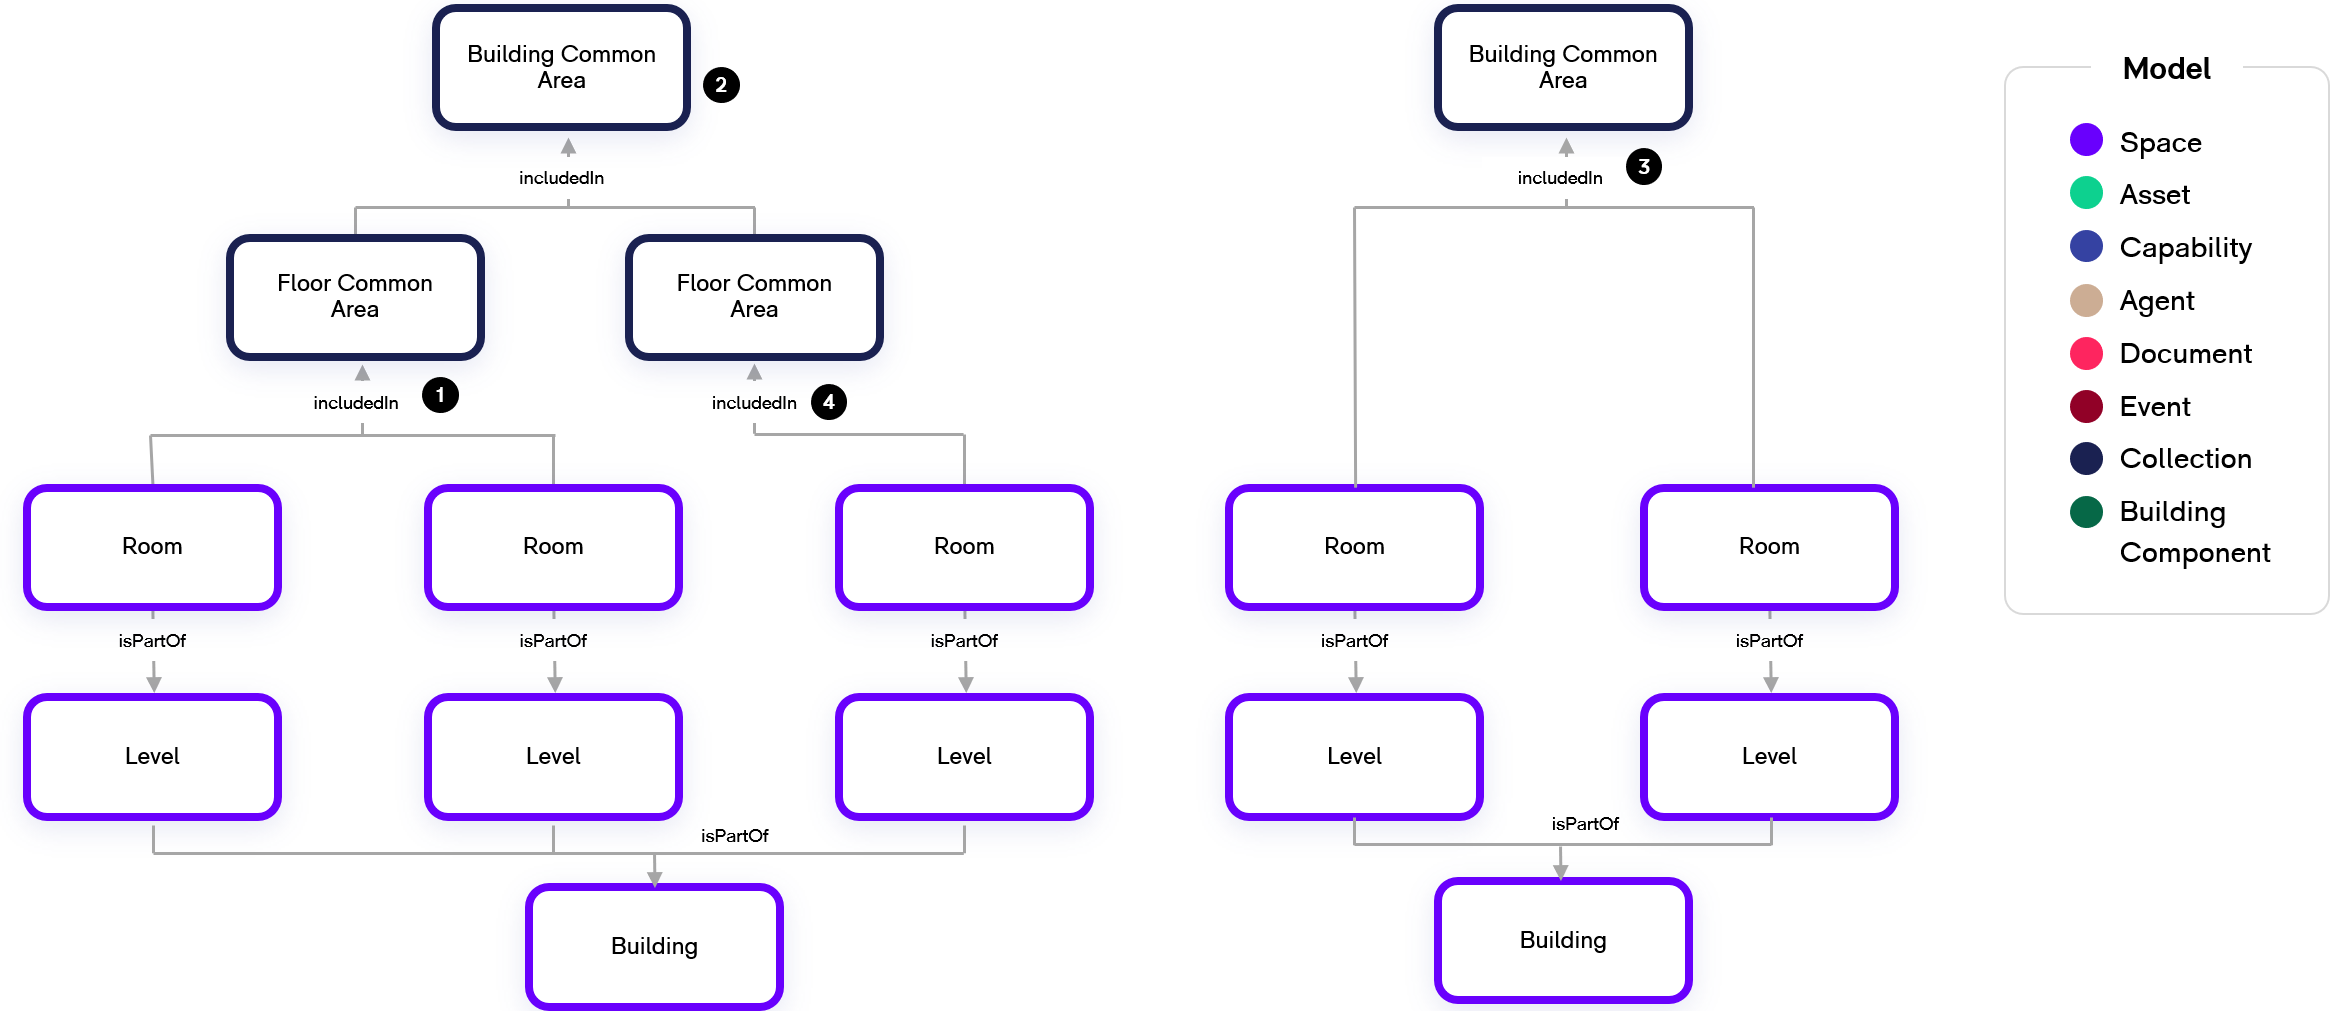 Building Common
Area
2
includedIn
Floor Common
Area
Floor Common
Area
includedIn
1
includedIn
4
Room
Room
Room
isPartOf
isPartOf
isPartOf
Level
Level
Level
isPartOf
Building
Building Common
Area
includedIn
3
Room
Room
isPartOf
isPartOf
Level
Level
isPartOf
Building
Model
Space
Asset
Capability
Agent
Document
Event
Collection
Building
Component